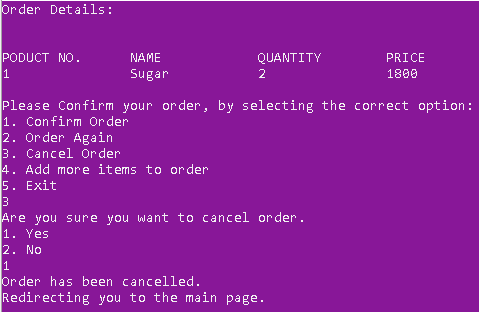 Order Details:
PODUCT NO. NAME QUANTITY PRICE
1 Sugar 2 1800
Please Confirm your order, by selecting the correct option:
1. Confirm Order
2. Order Again
3. Cancel Order
4. Add more items to order
5. Exit
3
Are you sure you want to cancel order.
1. Yes
2. No
1
Order has been cancelled.
Redirecting you to the main page.